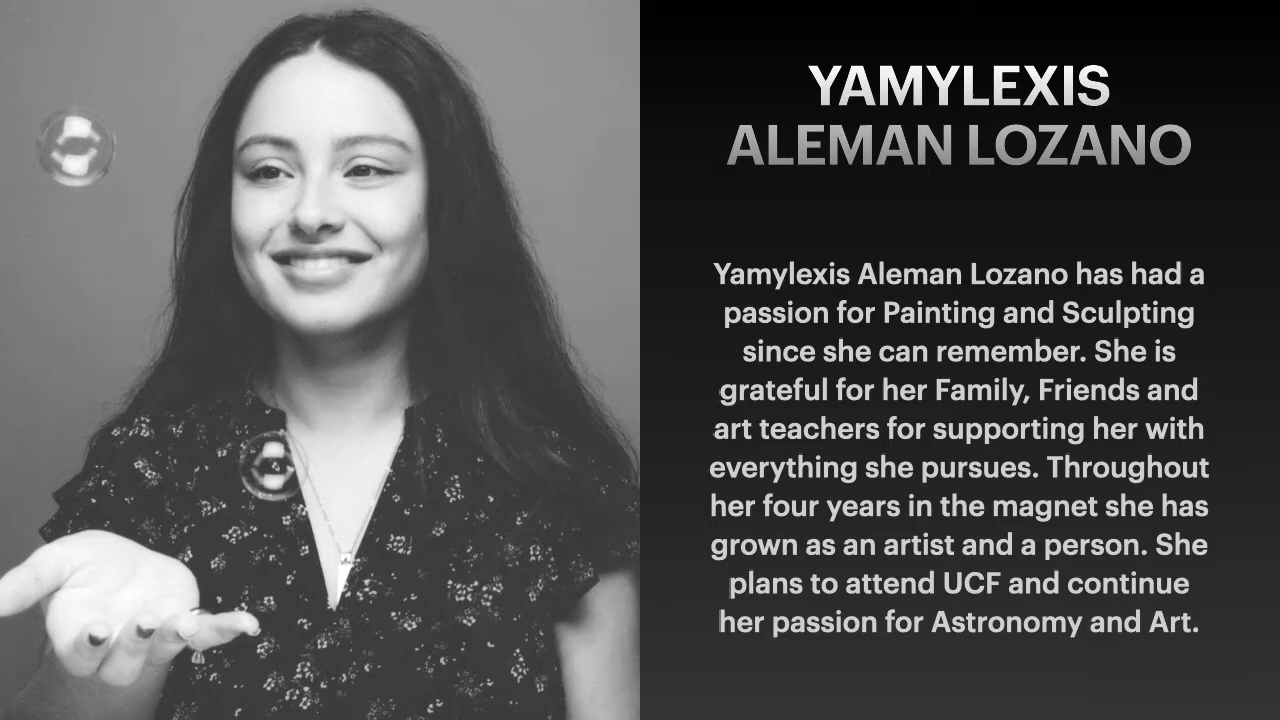 YAMYLEXIS
ALEMAN LOZANO
Yamylexis Aleman Lozano has had a
passion for Painting and Sculpting
since she can remember. She is
grateful for her Family, Friends and
art teachers for supporting her with
everything she pursues. Throughout
her four years in the magnet she has
grown as an artist and a person. She
plans to attend UCF and continue
her passion for Astronomy and Art.